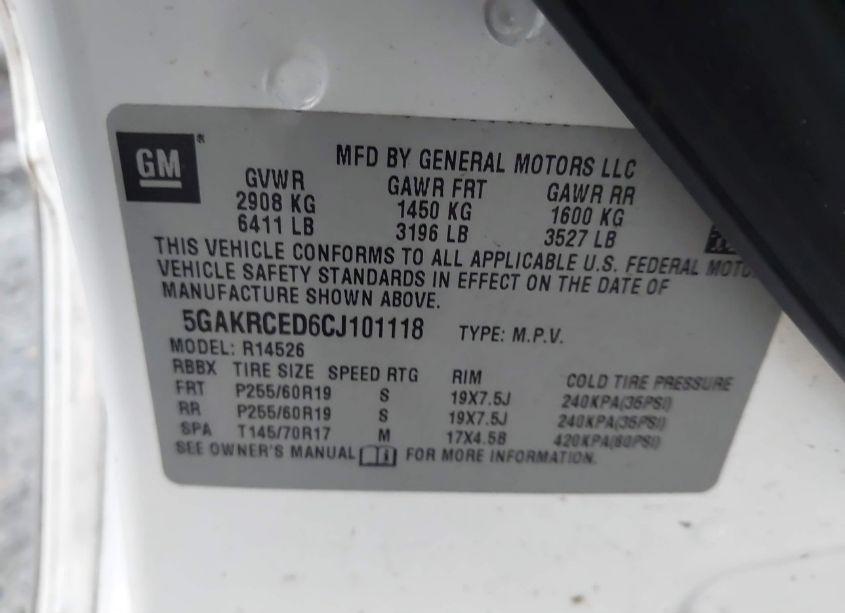 GM®
MFD BY GENERAL MOTORS LLC
GVWR GAWR FRT GAWR RR
2908 KG 1450 KG 1600 KG
6411 LB 3196 LB 3527 LB
THIS VEHICLE CONFORMS TO ALL APPLICABLE U.S. FEDERAL MOTOR
VEHICLE SAFETY STANDARDS IN EFFECT ON THE DATE OF
MANUFACTURE SHOWN ABOVE.
5GAKRCED6CJ101118 TYPE: M.P.V.
MODEL: R14526
RBBX TIRE SIZE SPEED RTG RIM COLD TIRE PRESSURE
FRT P255/60R19 S 19X7.5J 240KPA(35PSI)
RR P255/60R19 S 19X7.5J 240KPA(35PSI)
SPA T145/70R17 M 17X4.5B 420KPA(60PSI)
SEE OWNER'S MANUAL FOR MORE INFORMATION.